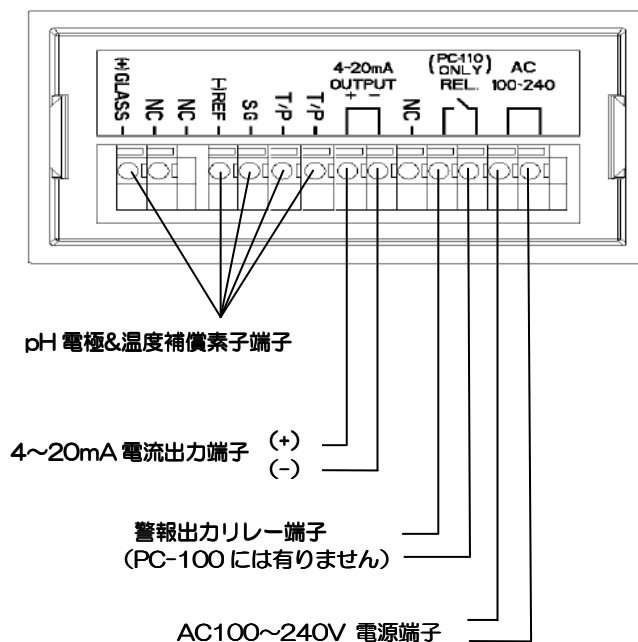 (+)GLASS
NC
NC
(-)REF
SG
T/P
T/P
4-20mA
OUTPUT
+ −
NC
(PC-110
ONLY)
REL.
AC
100-240
pH 電極&温度補償素子端子
4～20mA 電流出力端子
(+)
(-)
警報出力リレー端子
（PC-100 には有りません）
AC100～240V 電源端子